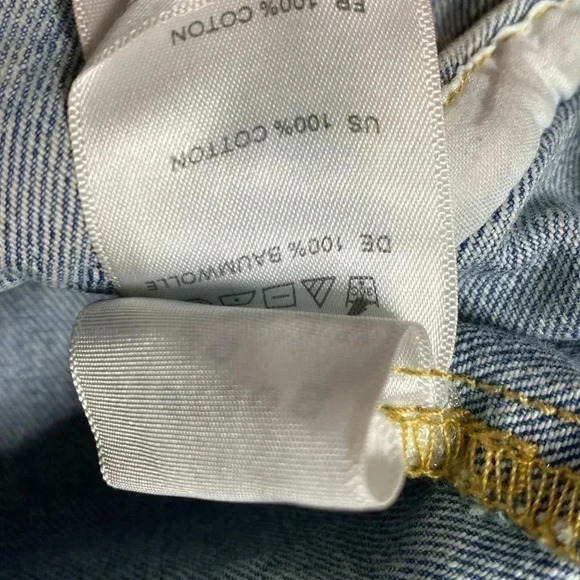 DE 100% BAUMWOLLE
US 100% COTTON
FR 100% COTON